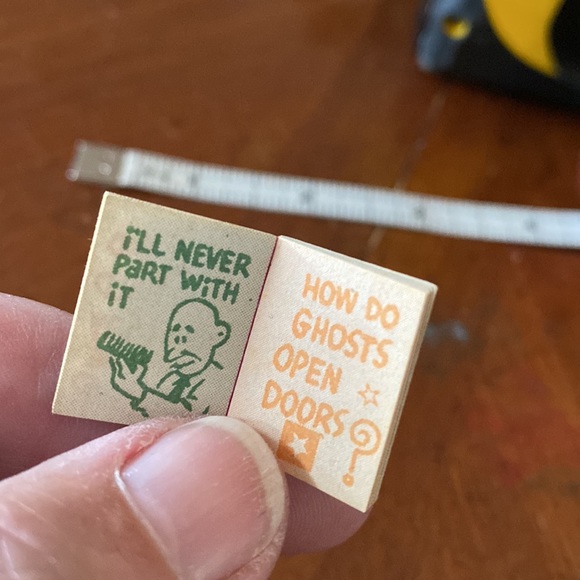 i'LL NEVER
PaRT WiTH
iT
HOW DO
GHOSTS
OPEN
DOORS
?